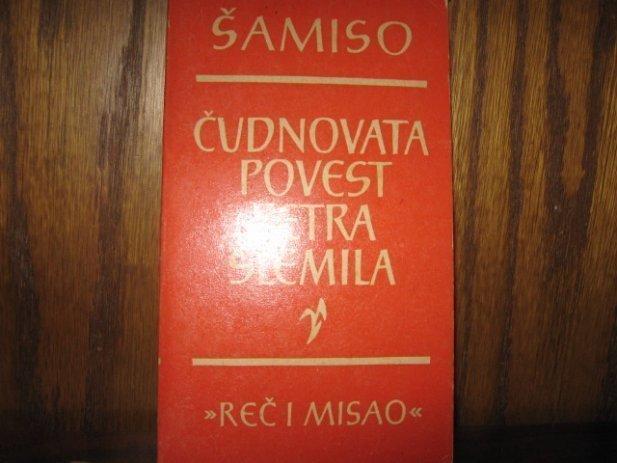 ŠAMISO
ČUDNOVATA
POVEST
PETRA
ŠLEMILA
»REČ I MISAO«